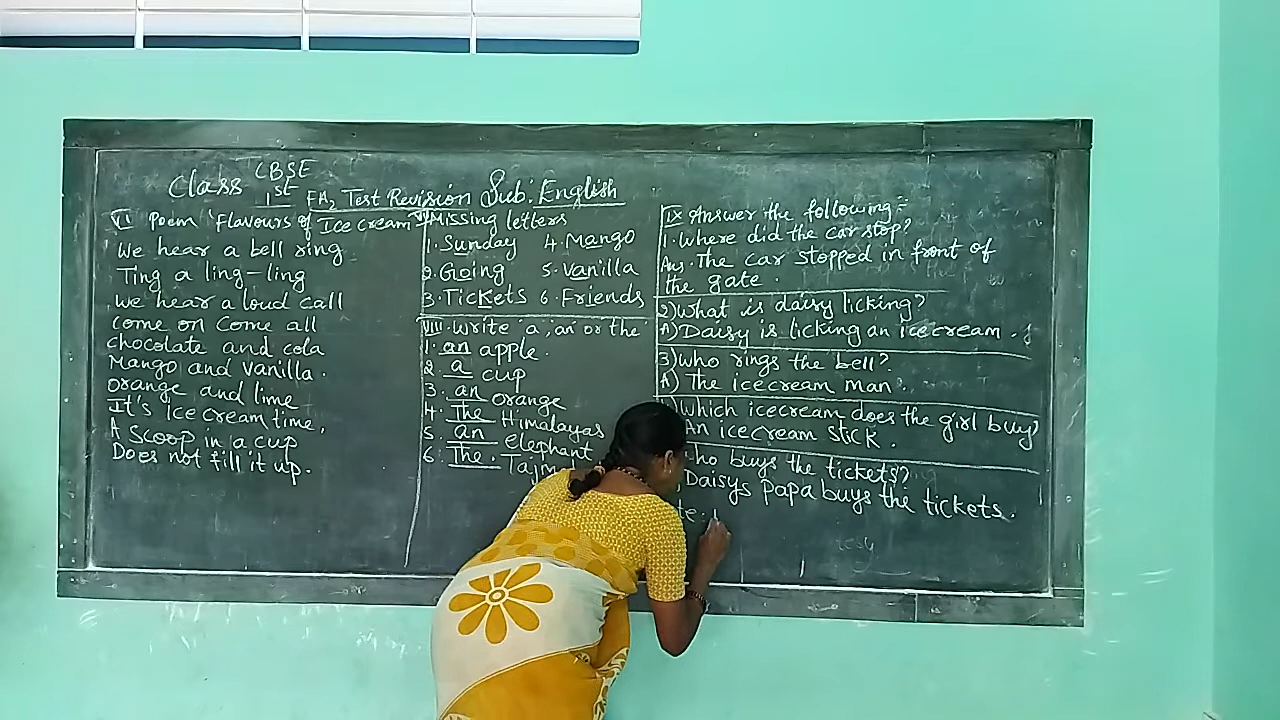 CBSE
Class 1st FA2 Test Revision Sub: English
VI Poem 'Flavours of Ice cream'
We hear a bell ring
Ting a ling-ling
We hear a loud call
Come on Come all
chocolate and cola
Mango and vanilla.
orange and lime
It's Ice cream time,
A Scoop in a cup
Does not fill it up.
VII Missing letters
1. Sunday 4. Mango
2. Going 5. vanilla
3. Tickets 6. Friends
VIII. Write 'a', 'an' or 'the'
1. an apple.
2. a cup
3. an orange
4. The Himalayas
5. an elephant
6. The. Tajm
IX Answer the following:-
1. Where did the car stop?
Ans. The car stopped in front of
the gate.
2) What is daisy licking?
A) Daisy is licking an icecream.
3) Who rings the bell?
A) The icecream man.
Which icecream does the girl buy?
An icecream stick.
ho buys the tickets?
Daisys papa buys the tickets.
te.